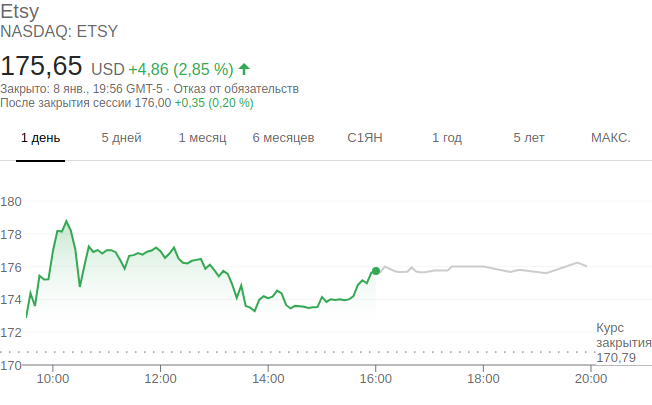 Etsy
NASDAQ: ETSY
175,65 USD +4,86 (2,85 %)
Закрыто: 8 янв., 19:56 GMT-5 · Отказ от обязательств
После закрытия сессии 176,00 +0,35 (0,20 %)
1 день 5 дней 1 месяц 6 месяцев С1ЯН 1 год 5 лет МАКС.
180
178
176
174
172
Курс
закрытия
170,79
170
10:00 12:00 14:00 16:00 18:00 20:00